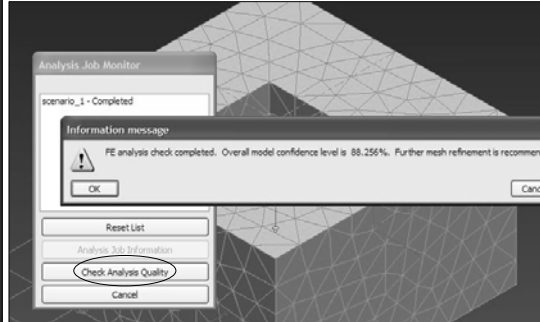 Analysis Job Monitor
scenario_1 - Completed
Information message
FE analysis check completed. Overall model confidence level is 88.256%. Further mesh refinement is recommen
OK
Canc
Reset List
Analysis Job Information
Check Analysis Quality
Cancel